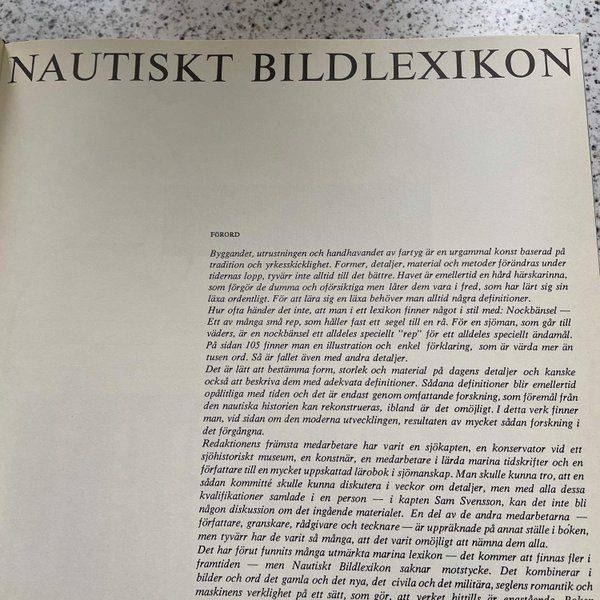 NAUTISKT BILDLEXIKON
FÖRORD
Byggandet, utrustningen och handhavandet av fartyg är en urgammal konst baserad på
tradition och yrkesskicklighet. Former, detaljer, material och metoder förändras under
tidernas lopp, tyvärr inte alltid till det bättre. Havet är emellertid en hård härskarinna,
som förgör de dumma och oförsiktiga men låter dem vara i fred, som har lärt sig sin
läxa ordentligt. För att lära sig en läxa behöver man alltid några definitioner.
Hur ofta händer det inte, att man i ett lexikon finner något i stil med: Nockbänsel —
Ett av många små rep, som håller fast ett segel till en rå. För en sjöman, som går till
väders, är en nockbänsel ett alldeles speciellt "rep" för ett alldeles speciellt ändamål.
På sidan 105 finner man en illustration och enkel förklaring, som är värda mer än
tusen ord. Så är fallet även med andra detaljer.
Det är lätt att bestämma form, storlek och material på dagens detaljer och kanske
också att beskriva dem med adekvata definitioner. Sådana definitioner blir emellertid
opålitliga med tiden och det är endast genom omfattande forskning, som föremål från
den nautiska historien kan rekonstrueras, ibland är det omöjligt. I detta verk finner
man, vid sidan om den moderna utvecklingen, resultaten av mycket sådan forskning i
det förgångna.
Redaktionens främsta medarbetare har varit en sjökapten, en konservator vid ett
sjöhistoriskt museum, en konstnär, en medarbetare i lärda marina tidskrifter och en
författare till en mycket uppskattad lärobok i sjömanskap. Man skulle kunna tro, att en
sådan kommitté skulle kunna diskutera i veckor om detaljer, men med alla dessa
kvalifikationer samlade i en person — i kapten Sam Svensson, kan det inte bli
någon diskussion om det ingående materialet. En del av de andra medarbetarna —
författare, granskare, rådgivare och tecknare — är uppräknade på annat ställe i boken,
men tyvärr har de varit så många, att det varit omöjligt att nämna dem alla.
Det har förut funnits många utmärkta marina lexikon — det kommer att finnas fler i
framtiden — men Nautiskt Bildlexikon saknar motstycke. Det kombinerar i
bilder och ord det gamla och det nya, det civila och det militära, seglens romantik och
maskinens verklighet på ett sätt, som gör, att verket hittills är enastående. Boken